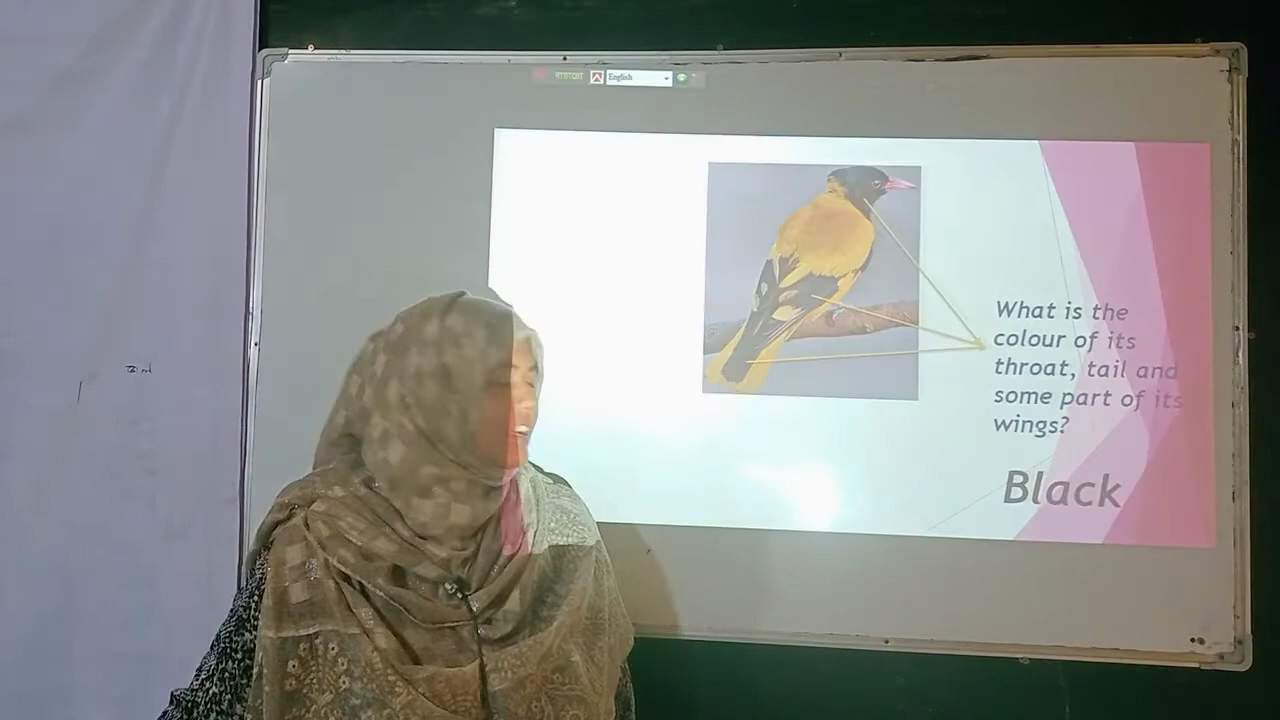 English
What is the
colour of its
throat, tail and
some part of its
wings?
Black